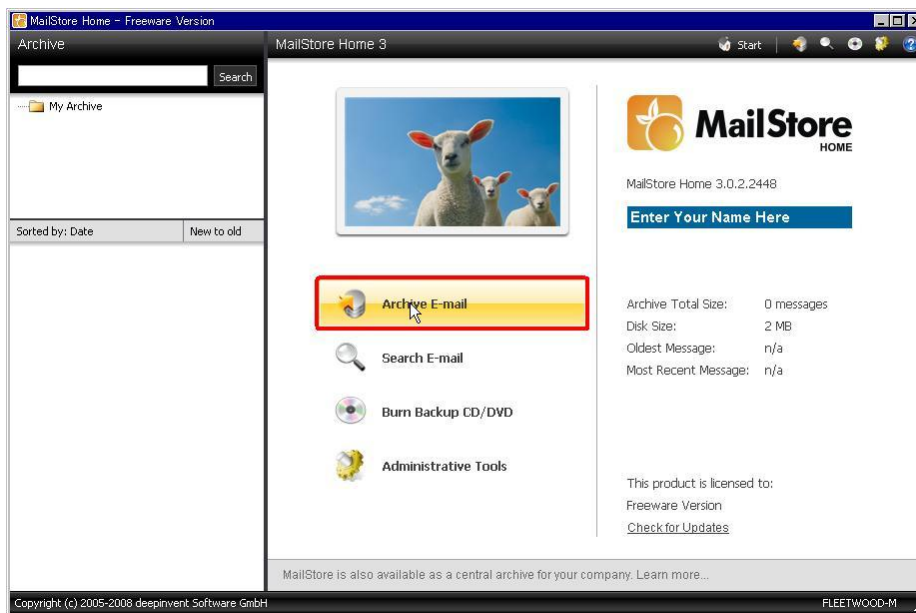 MailStore Home - Freeware Version
Archive
MailStore Home 3
Start
Search
My Archive
Sorted by: Date
New to old
MailStore
HOME
MailStore Home 3.0.2.2448
Enter Your Name Here
Archive E-mail
Search E-mail
Burn Backup CD/DVD
Administrative Tools
Archive Total Size: 0 messages
Disk Size: 2 MB
Oldest Message: n/a
Most Recent Message: n/a
This product is licensed to:
Freeware Version
Check for Updates
MailStore is also available as a central archive for your company. Learn more...
Copyright (c) 2005-2008 deepinvent Software GmbH
FLEETWOOD-M